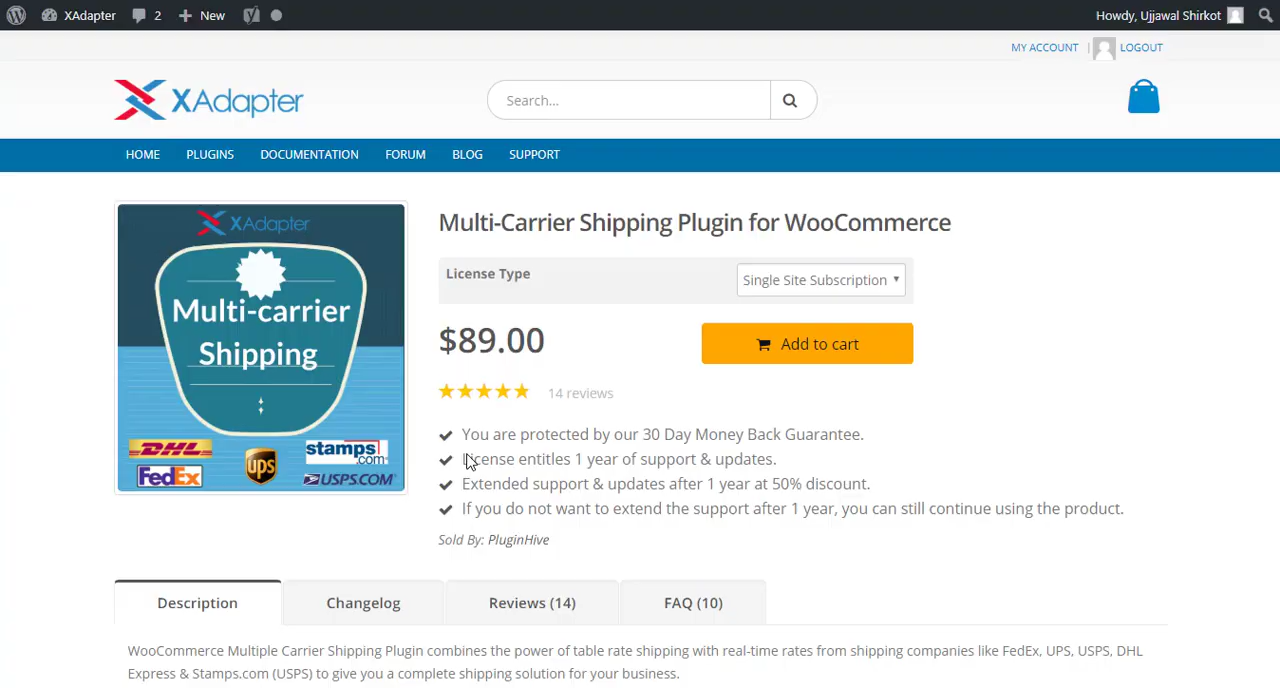 XAdapter 2 New Howdy, Ujjawal Shirkot
MY ACCOUNT | LOGOUT
XAdapter Search...
HOME PLUGINS DOCUMENTATION FORUM BLOG SUPPORT
XAdapter
Multi-carrier
Shipping
DHL
FedEx
ups
stamps
.com
USPS.COM
Multi-Carrier Shipping Plugin for WooCommerce
License Type Single Site Subscription
$89.00 Add to cart
14 reviews
You are protected by our 30 Day Money Back Guarantee.
License entitles 1 year of support & updates.
Extended support & updates after 1 year at 50% discount.
If you do not want to extend the support after 1 year, you can still continue using the product.
Sold By: PluginHive
Description Changelog Reviews (14) FAQ (10)
WooCommerce Multiple Carrier Shipping Plugin combines the power of table rate shipping with real-time rates from shipping companies like FedEx, UPS, USPS, DHL
Express & Stamps.com (USPS) to give you a complete shipping solution for your business.